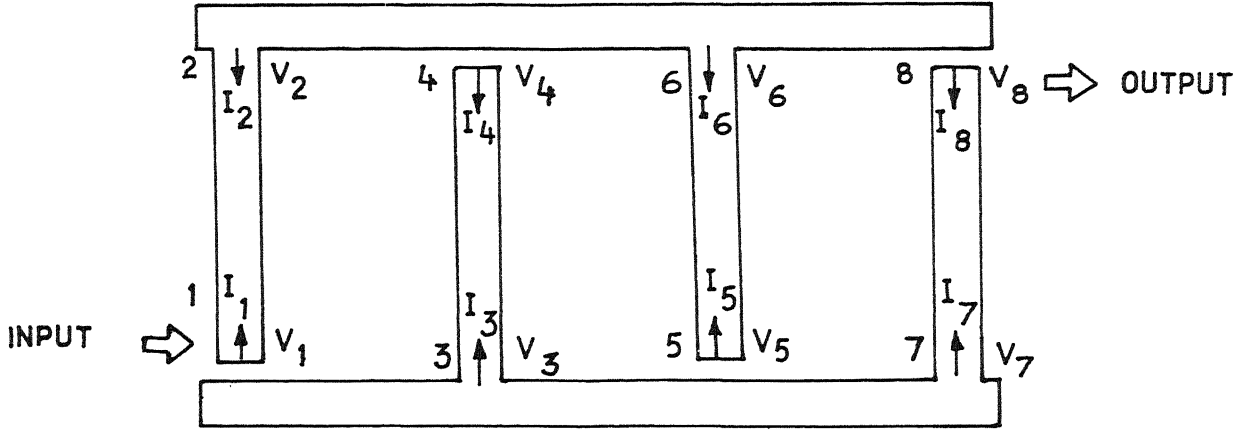 2 V2 4 V4 6 V6 8 V8 OUTPUT
I2 I4 I6 I8
1 I1 I3 I5 I7
INPUT V1 3 V3 5 V5 7 V7